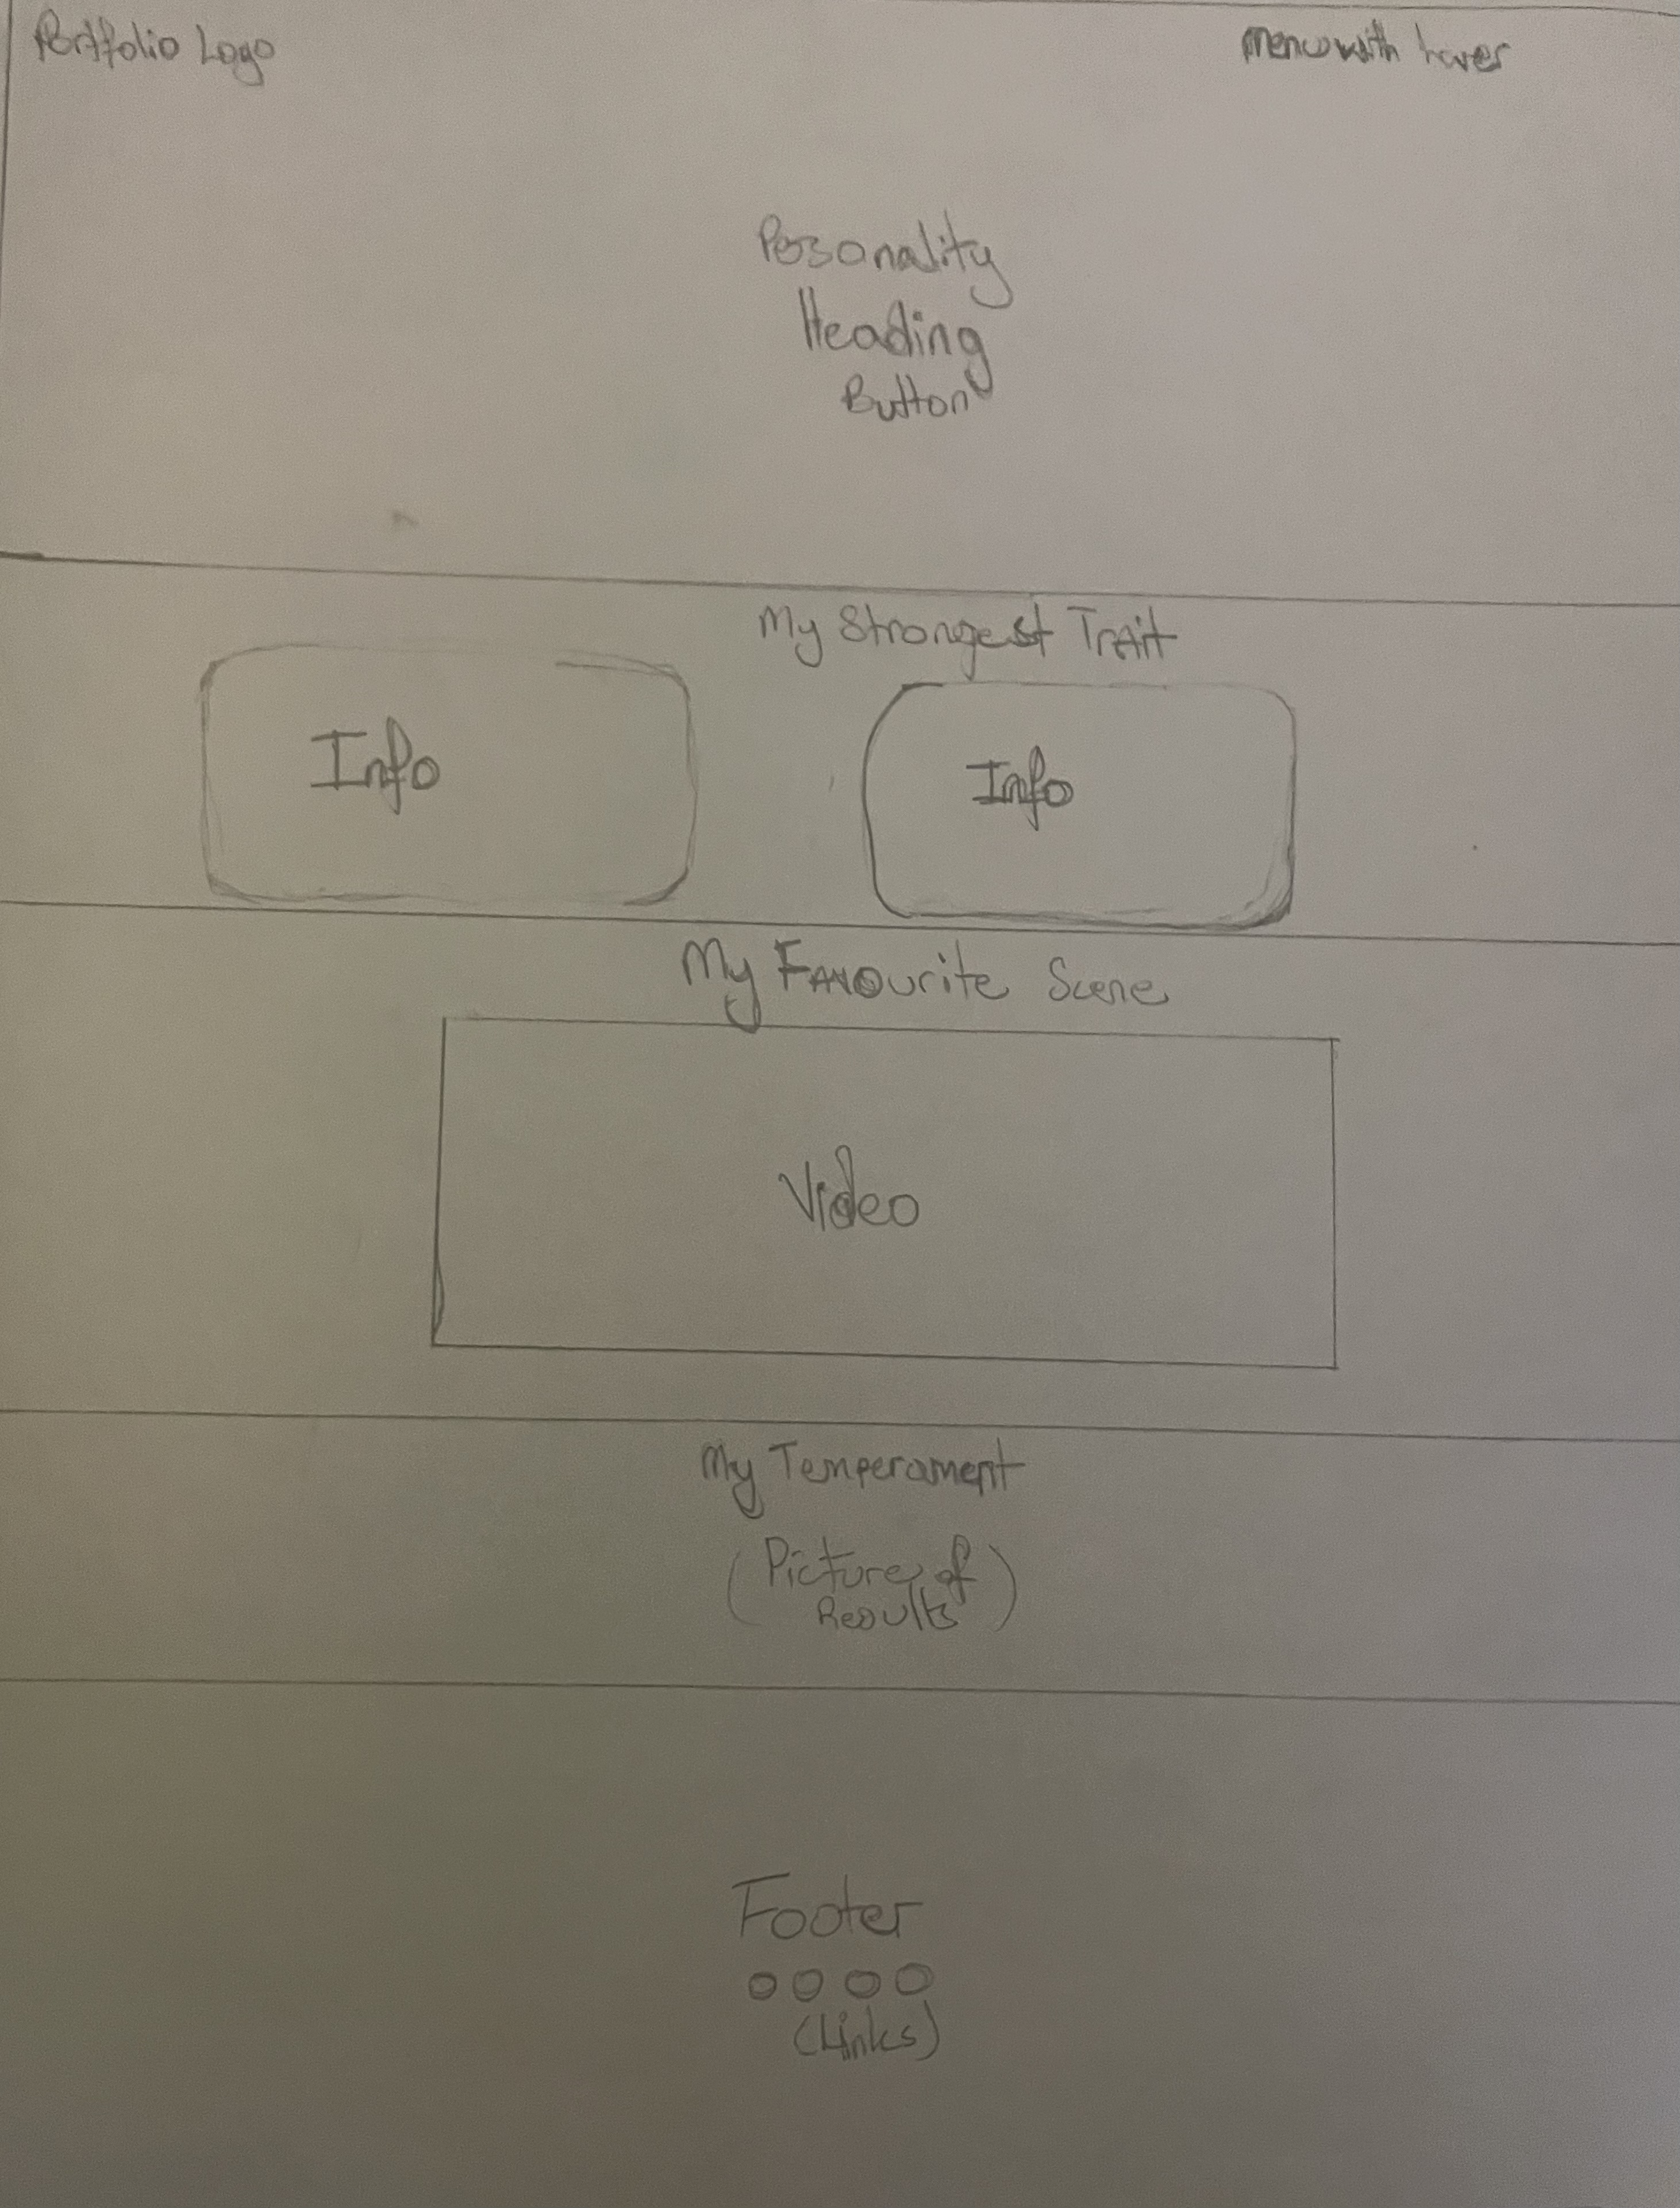 Portfolio Logo
Menu with hover
Personality
Heading
Button
My Strongest Trait
Info
Info
My Favourite Scene
Video
My Temperament
(Picture of
Results)
Footer
(Links)